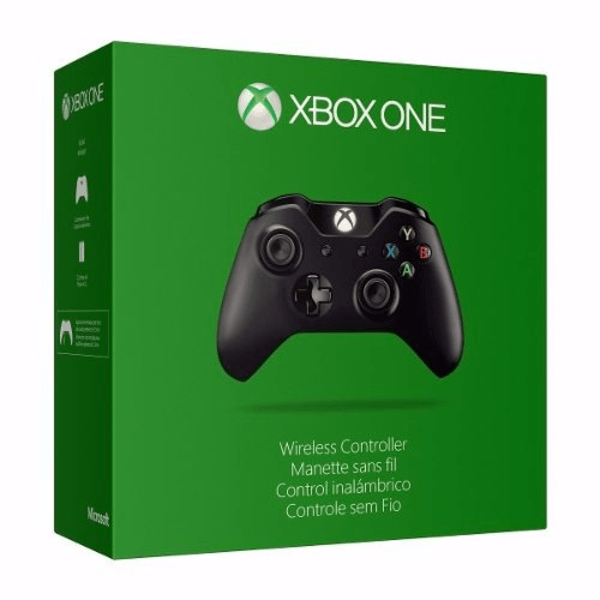 XBOX ONE
XBOX ONE
Y
X
B
A
Wireless Controller
Manette sans fil
Control inalámbrico
Controle sem Fio
Microsoft